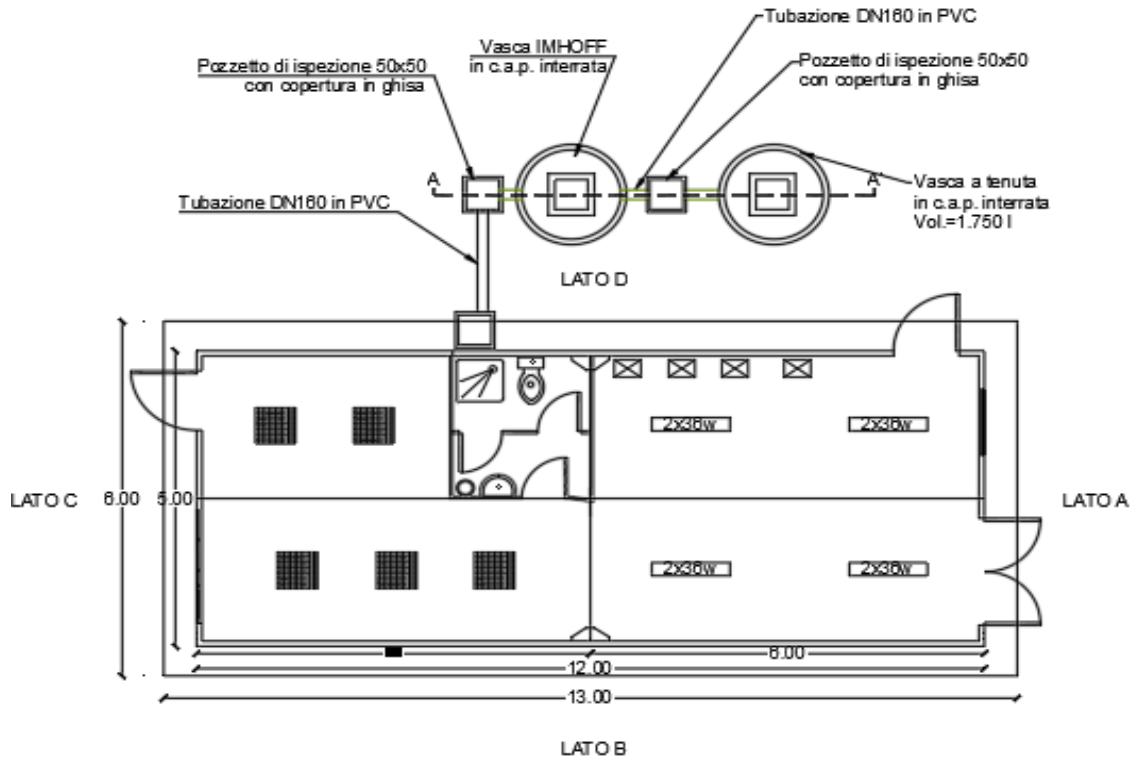 Tubazione DN160 in PVC
Vasca IMHOFF
in c.a.p. interrata
Pozzetto di ispezione 50x50
con copertura in ghisa
Pozzetto di ispezione 50x50
con copertura in ghisa
A
A'
Vasca a tenuta
in c.a.p. interrata
Vol.=1.750 l
Tubazione DN160 in PVC
LATO D
2x36w
2x36w
LATO C
6.00
5.00
LATO A
2x36w
2x36w
6.00
12.00
13.00
LATO B